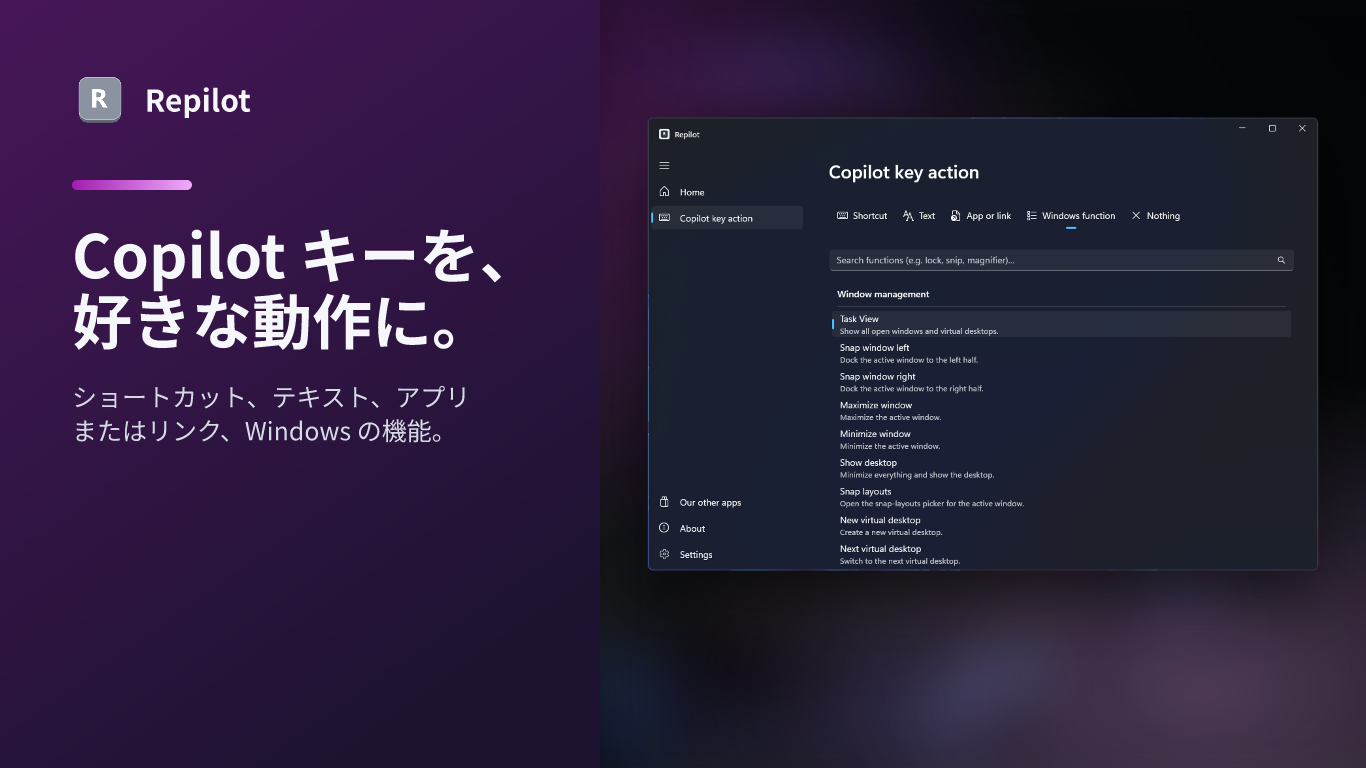 R Repilot
Copilot キーを、
好きな動作に。
ショートカット、テキスト、アプリ
またはリンク、Windows の機能。
R Repilot
Home
Copilot key action
Our other apps
About
Settings
Copilot key action
Shortcut Text App or link Windows function Nothing
Search functions (e.g. lock, snip, magnifier)...
Window management
Task View
Show all open windows and virtual desktops.
Snap window left
Dock the active window to the left half.
Snap window right
Dock the active window to the right half.
Maximize window
Maximize the active window.
Minimize window
Minimize the active window.
Show desktop
Minimize everything and show the desktop.
Snap layouts
Open the snap-layouts picker for the active window.
New virtual desktop
Create a new virtual desktop.
Next virtual desktop
Switch to the next virtual desktop.